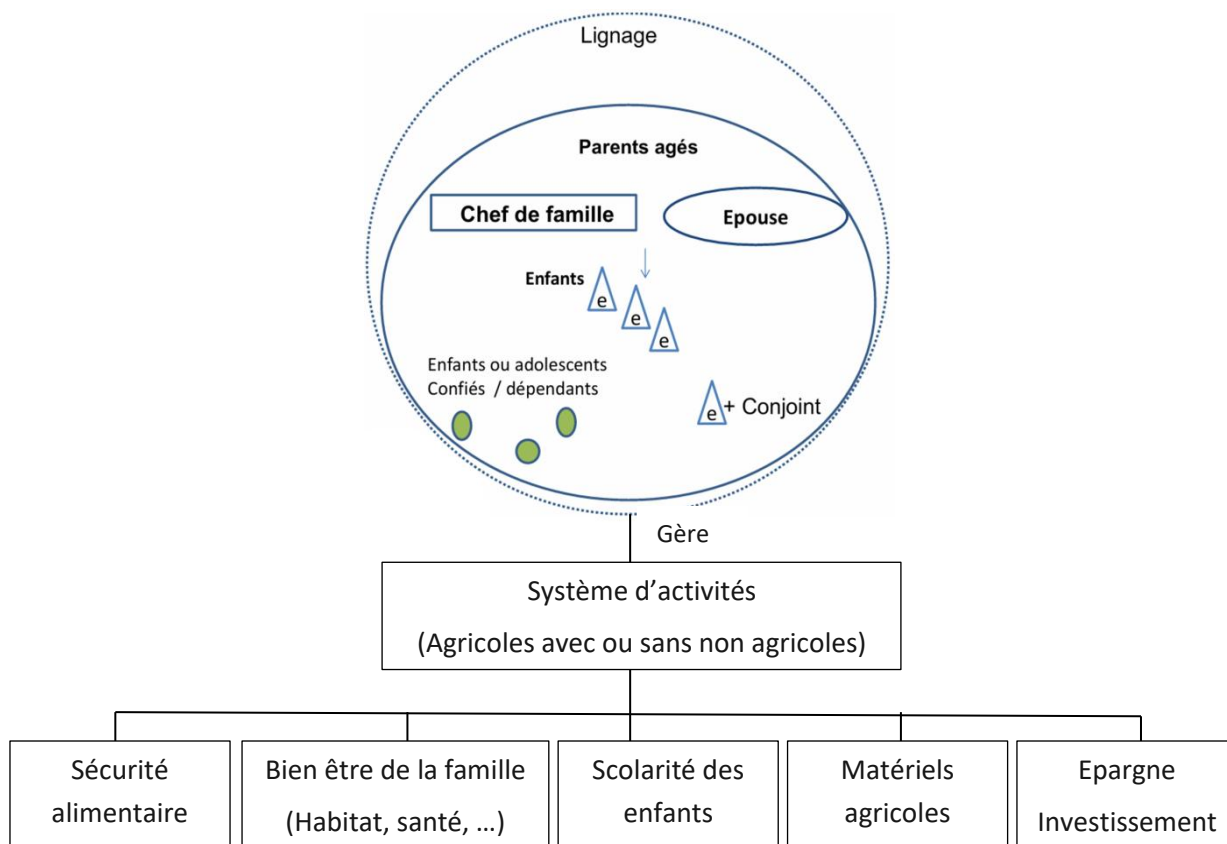 Lignage
Parents agés
Chef de famille
Epouse
Enfants
e
e
e
Enfants ou adolescents
Confiés / dépendants
e + Conjoint
Gère
Système d’activités
(Agricoles avec ou sans non agricoles)
Sécurité
alimentaire
Bien être de la famille
(Habitat, santé, …)
Scolarité des
enfants
Matériels
agricoles
Epargne
Investissement